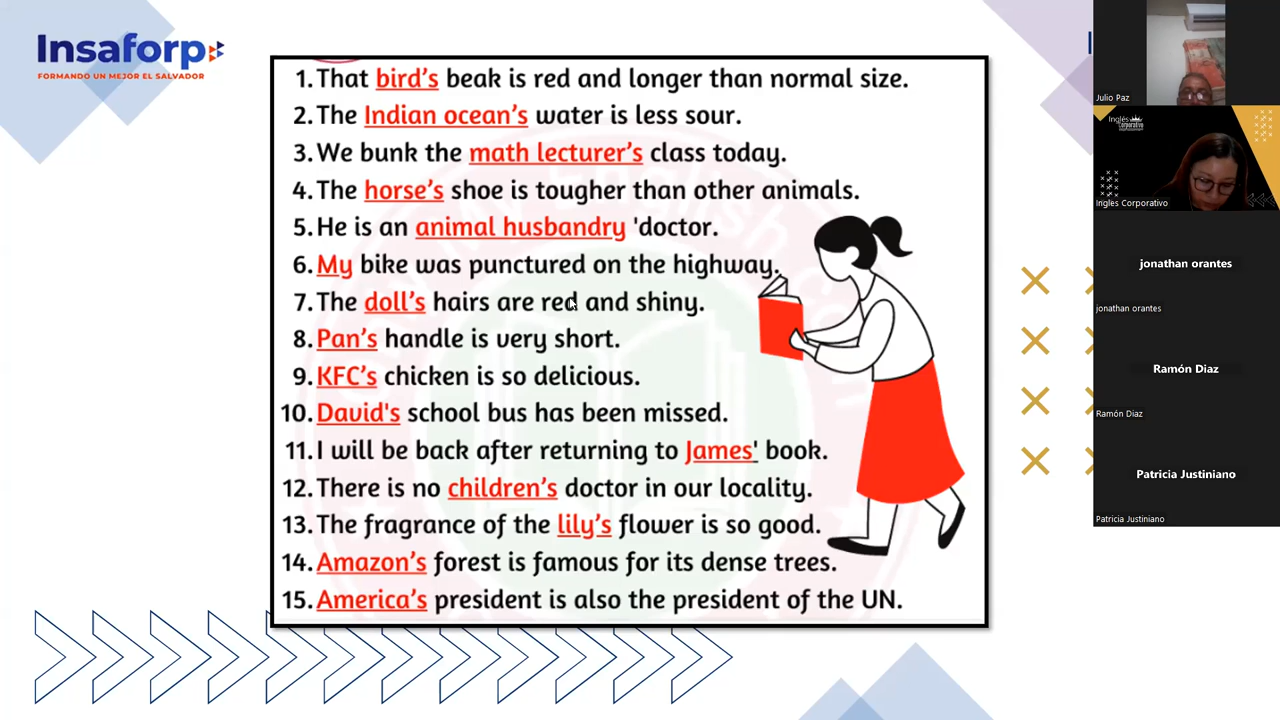 Insaforp
FORMANDO UN MEJOR EL SALVADOR
1. That bird's beak is red and longer than normal size.
2. The Indian ocean's water is less sour.
3. We bunk the math lecturer's class today.
4. The horse's shoe is tougher than other animals.
5. He is an animal husbandry 'doctor.
6. My bike was punctured on the highway.
7. The doll's hairs are red and shiny.
8. Pan's handle is very short.
9. KFC's chicken is so delicious.
10. David's school bus has been missed.
11. I will be back after returning to James' book.
12. There is no children's doctor in our locality.
13. The fragrance of the lily's flower is so good.
14. Amazon's forest is famous for its dense trees.
15. America's president is also the president of the UN.
Julio Paz
Inglés
Corporativo
Ingles Corporativo
jonathan orantes
jonathan orantes
Ramón Diaz
Ramón Diaz
Patricia Justiniano
Patricia Justiniano